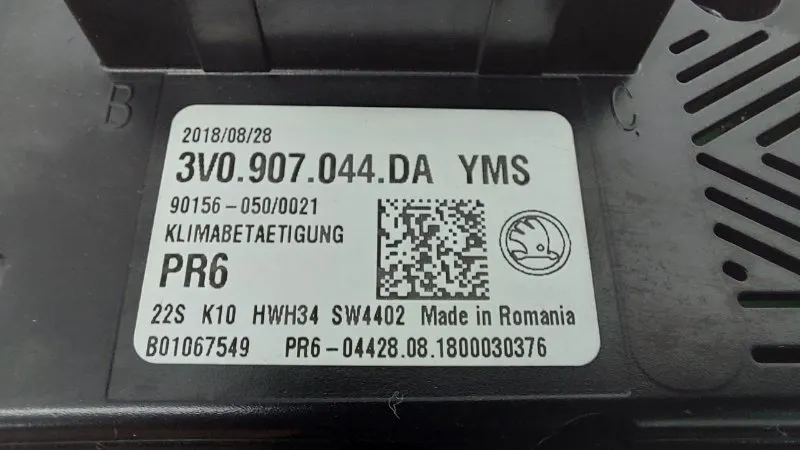 B
C
2018/08/28
3V0.907.044.DA YMS
90156-050/0021
KLIMABETAETIGUNG
PR6
22S K10 HWH34 SW4402 Made in Romania
B01067549 PR6-04428.08.1800030376